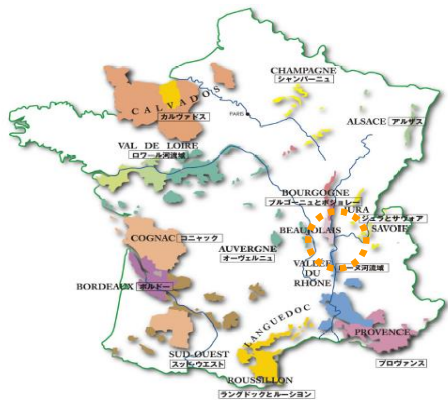 CHAMPAGNE
シャンパーニュ
CALVADOS
カルヴァドス
PARIS
ALSACE アルザス
VAL DE LOIRE
ロワール河流域
BOURGOGNE
ブルゴーニュとボジョレー
JURA
ジュラとサヴォア
SAVOIE
BEAUJOLAIS
COGNAC コニャック
AUVERGNE
オーヴェルニュ
VALLÉE
DU
RHÔNE
ローヌ河流域
BORDEAUX ボルドー
LANGUEDOC
PROVENCE
プロヴァンス
SUD-OUEST
スッド・ウエスト
ROUSSILLON
ラングドックとルーション